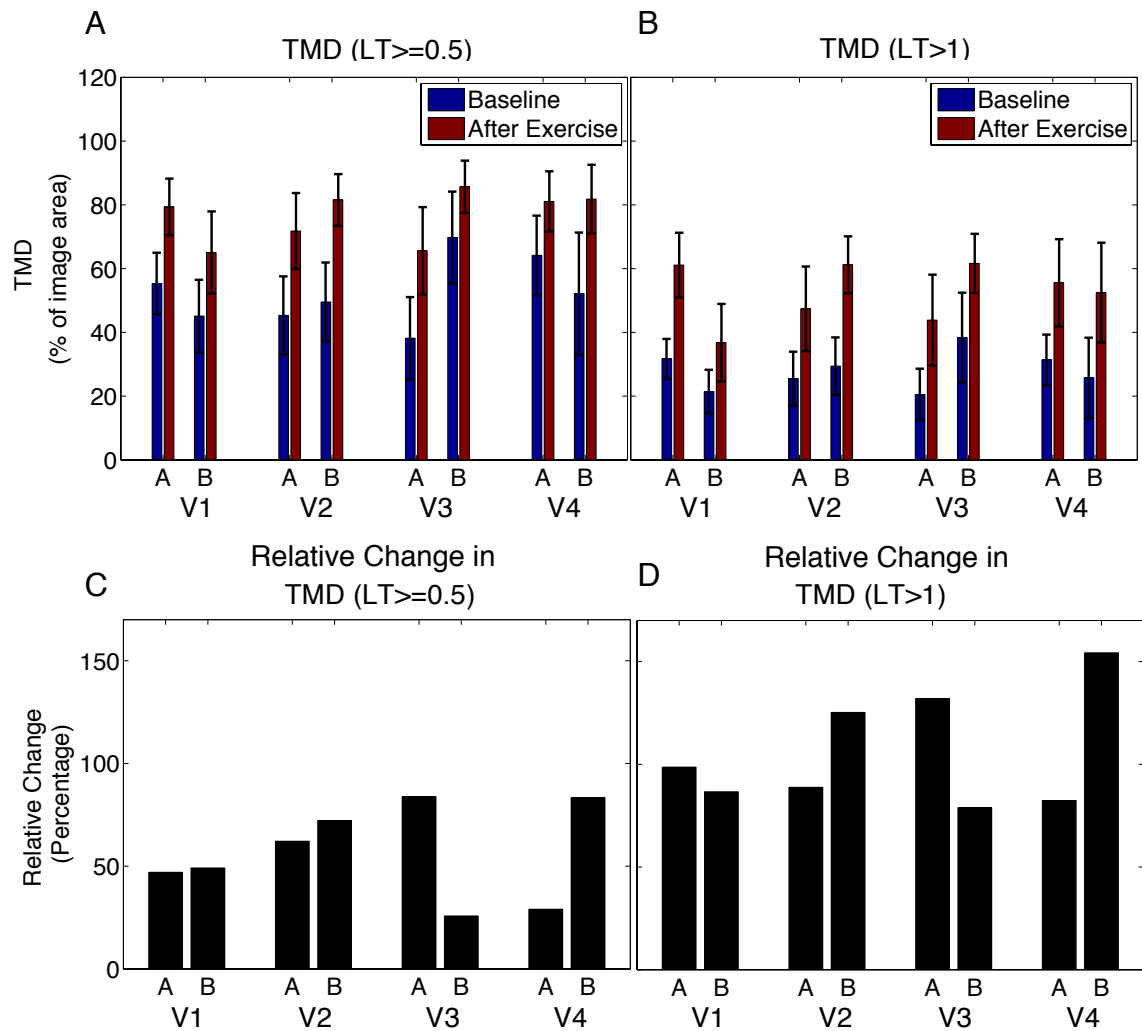 A
TMD (LT>=0.5)
B
TMD (LT>1)
120
100
80
60
40
20
0
TMD
(% of image area)
Baseline
After Exercise
Baseline
After Exercise
A B A B A B A B
V1 V2 V3 V4
A B A B A B A B
V1 V2 V3 V4
C
Relative Change in
TMD (LT>=0.5)
D
Relative Change in
TMD (LT>1)
150
100
50
0
Relative Change
(Percentage)
A B A B A B A B
V1 V2 V3 V4
A B A B A B A B
V1 V2 V3 V4